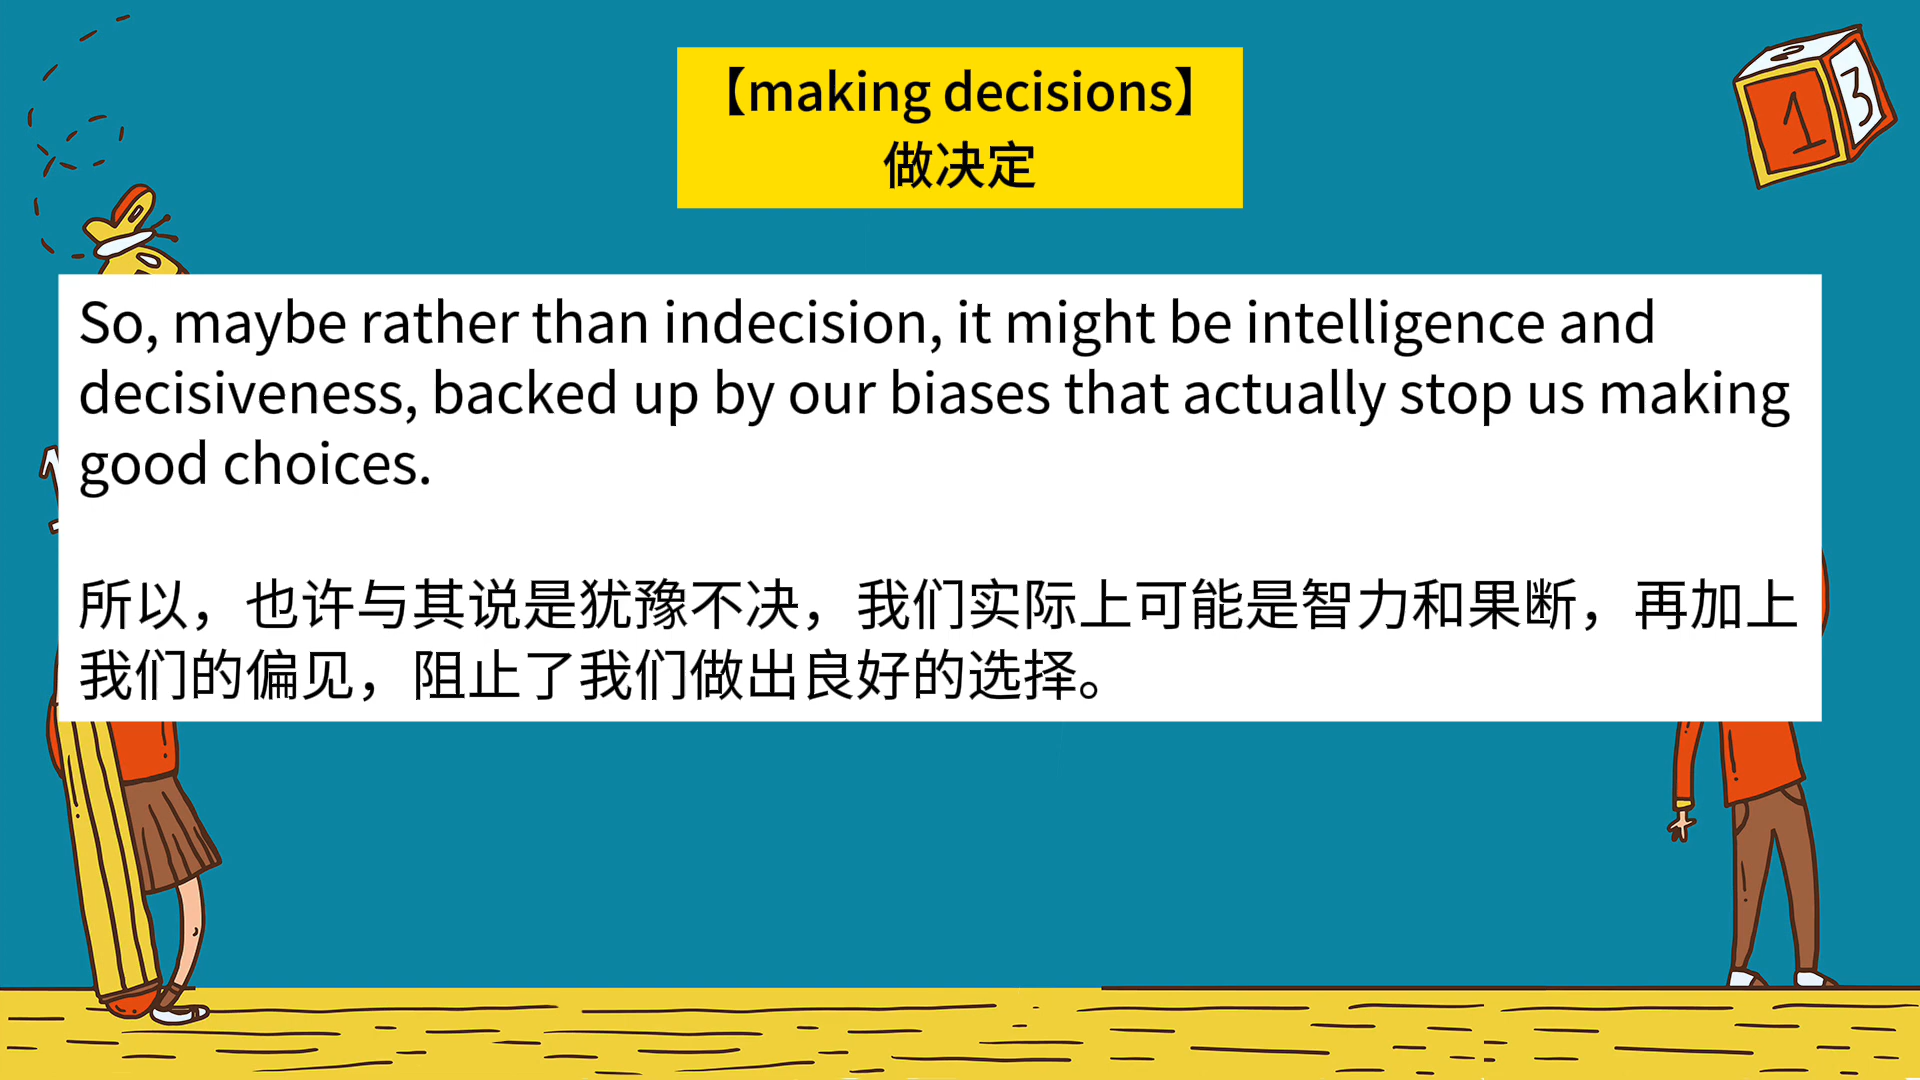 【making decisions】
做决定
1
3
So, maybe rather than indecision, it might be intelligence and
decisiveness, backed up by our biases that actually stop us making
good choices.
所以，也许与其说是犹豫不决，我们实际上可能是智力和果断，再加上
我们的偏见，阻止了我们做出良好的选择。